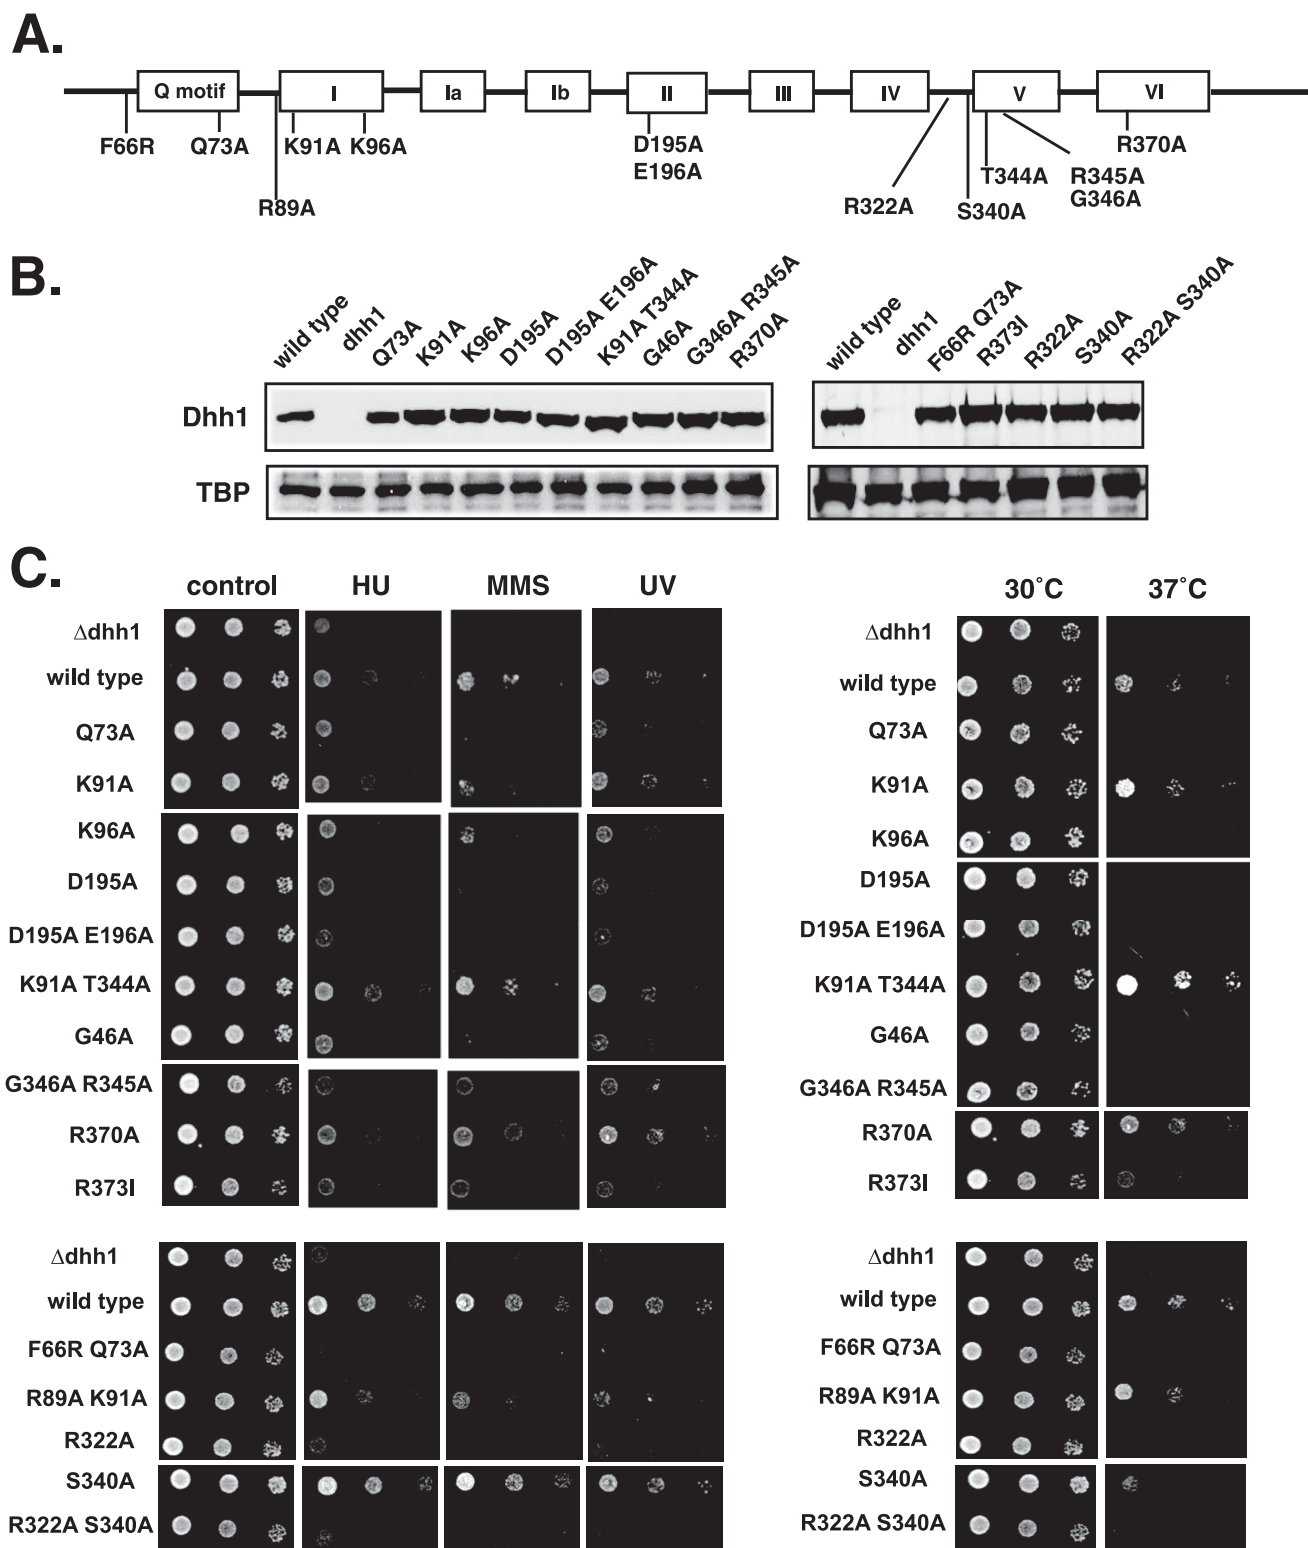 A.
Q motif I Ia Ib II III IV V VI
F66R Q73A K91A K96A D195A R370A
E196A
T344A R345A
R89A R322A S340A G346A
B.
wild type dhh1 Q73A K91A K96A D195A D195A E196A K91A T344A G46A G346A R345A R370A
wild type dhh1 F66R Q73A R373I R322A S340A R322A S340A
Dhh1
TBP
C.
control HU MMS UV 30°C 37°C
Δdhh1 Δdhh1
wild type wild type
Q73A Q73A
K91A K91A
K96A K96A
D195A D195A
D195A E196A D195A E196A
K91A T344A K91A T344A
G46A G46A
G346A R345A G346A R345A
R370A R370A
R373I R373I
Δdhh1 Δdhh1
wild type wild type
F66R Q73A F66R Q73A
R89A K91A R89A K91A
R322A R322A
S340A S340A
R322A S340A R322A S340A